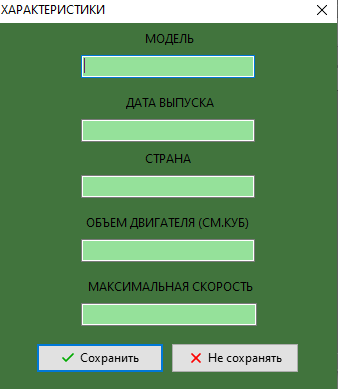 ХАРАКТЕРИСТИКИ
МОДЕЛЬ
ДАТА ВЫПУСКА
СТРАНА
ОБЪЕМ ДВИГАТЕЛЯ (СМ.КУБ)
МАКСИМАЛЬНАЯ СКОРОСТЬ
Сохранить
Не сохранять